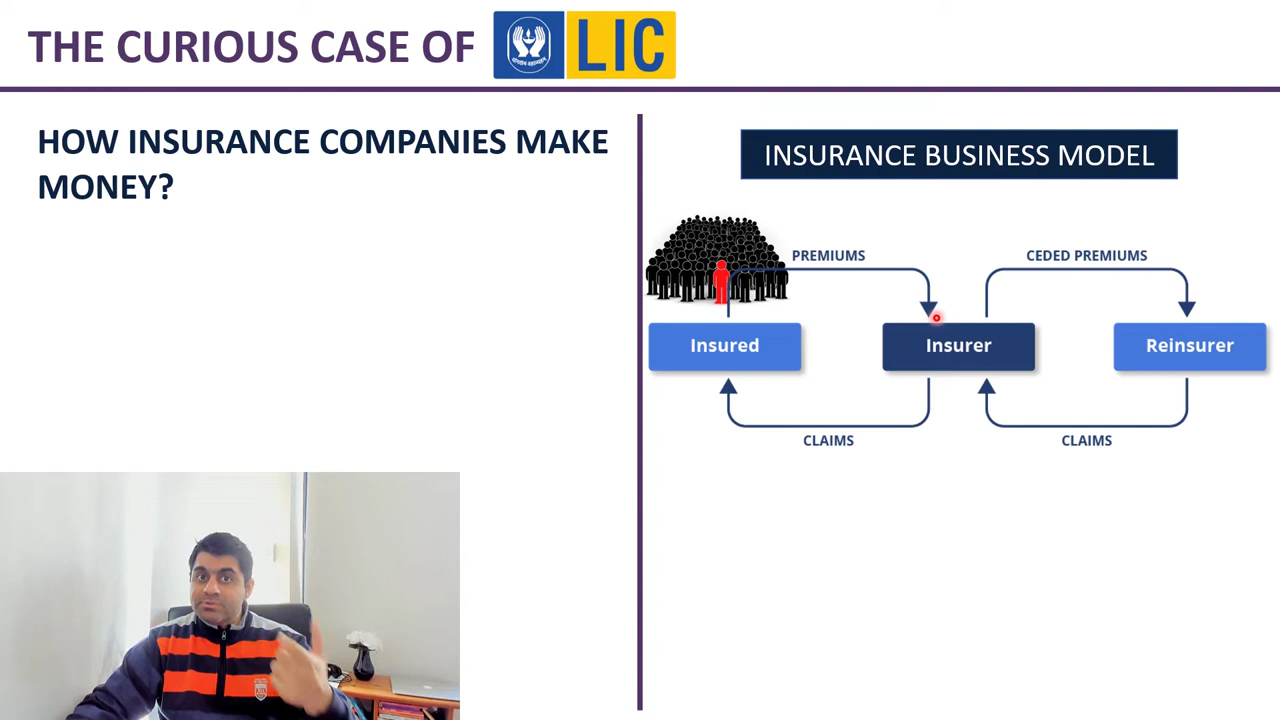 THE CURIOUS CASE OF
LIC
HOW INSURANCE COMPANIES MAKE
MONEY?
INSURANCE BUSINESS MODEL
PREMIUMS
CEDED PREMIUMS
Insured
Insurer
Reinsurer
CLAIMS
CLAIMS